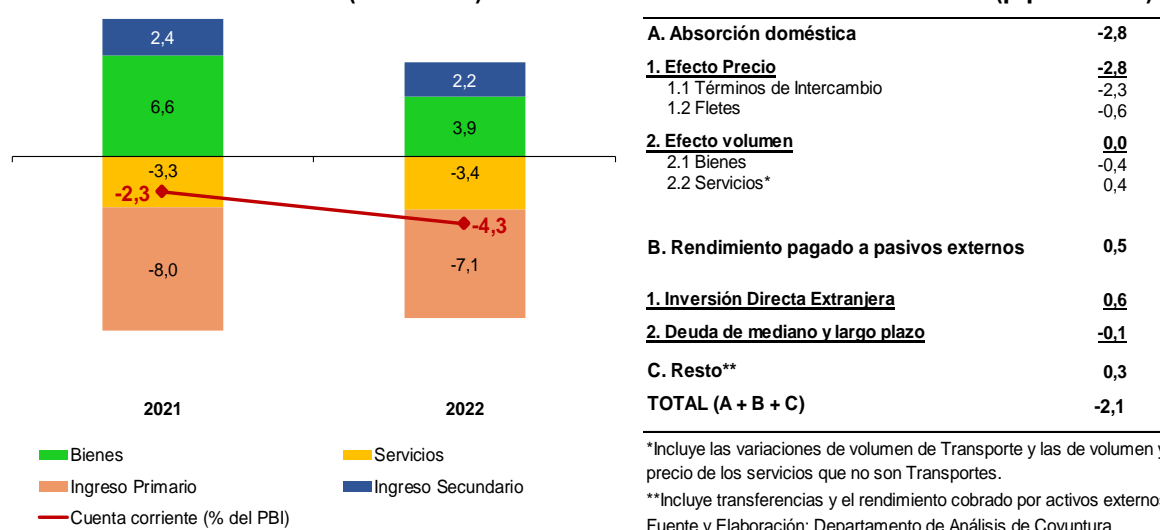 2,4
6,6
-3,3
-2,3
-8,0
2,2
3,9
-3,4
-4,3
-7,1
2021 2022
Bienes Servicios
Ingreso Primario Ingreso Secundario
Cuenta corriente (% del PBI)
A. Absorción doméstica -2,8
1. Efecto Precio -2,8
1.1 Términos de Intercambio -2,3
1.2 Fletes -0,6
2. Efecto volumen 0,0
2.1 Bienes -0,4
2.2 Servicios* 0,4
B. Rendimiento pagado a pasivos externos 0,5
1. Inversión Directa Extranjera 0,6
2. Deuda de mediano y largo plazo -0,1
C. Resto** 0,3
TOTAL (A + B + C) -2,1
*Incluye las variaciones de volumen de Transporte y las de volumen y
precio de los servicios que no son Transportes.
**Incluye transferencias y el rendimiento cobrado por activos externos
Fuente y Elaboración: Departamento de Análisis de Coyuntura